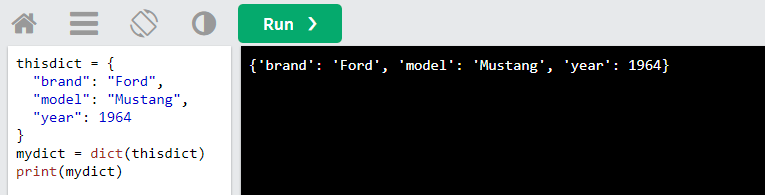 Run ❯
thisdict = {
  "brand": "Ford",
  "model": "Mustang",
  "year": 1964
}
mydict = dict(thisdict)
print(mydict)
{'brand': 'Ford', 'model': 'Mustang', 'year': 1964}